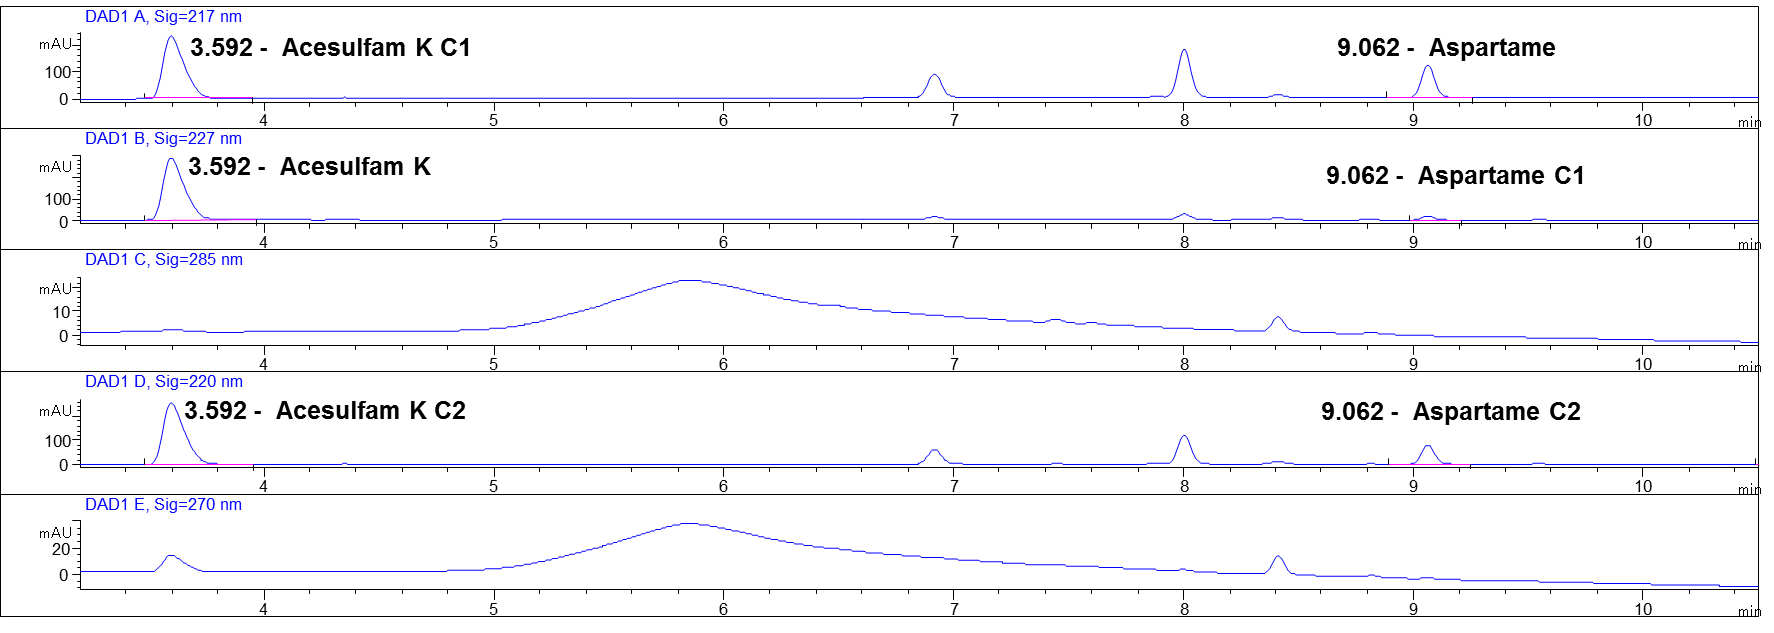 DAD1 A, Sig=217 nm
mAU
3.592 - Acesulfam K C1
9.062 - Aspartame
100
0
4 5 6 7 8 9 10 min
DAD1 B, Sig=227 nm
mAU
3.592 - Acesulfam K
9.062 - Aspartame C1
100
0
4 5 6 7 8 9 10 min
DAD1 C, Sig=285 nm
mAU
10
0
4 5 6 7 8 9 10 min
DAD1 D, Sig=220 nm
mAU
3.592 - Acesulfam K C2
9.062 - Aspartame C2
100
0
4 5 6 7 8 9 10 min
DAD1 E, Sig=270 nm
mAU
20
0
4 5 6 7 8 9 10 min